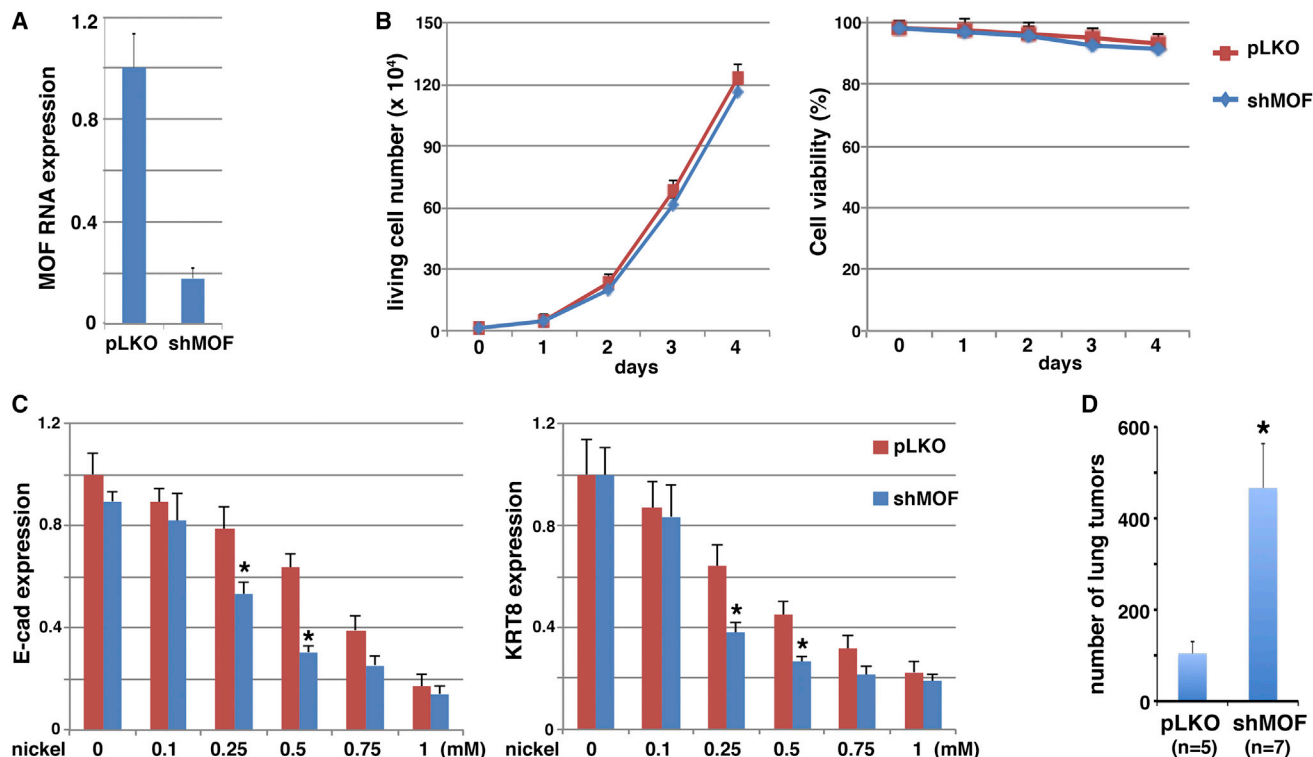 A
MOF RNA expression
1.2
0.8
0.4
0
pLKO shMOF
B
living cell number (x 10⁴)
150
120
90
60
30
0
0 1 2 3 4
days
Cell viability (%)
100
80
60
40
20
0
0 1 2 3 4
days
pLKO
shMOF
C
E-cad expression
1.2
0.8
0.4
0
* *
nickel 0 0.1 0.25 0.5 0.75 1 (mM)
KRT8 expression
1.2
0.8
0.4
0
* *
pLKO
shMOF
nickel 0 0.1 0.25 0.5 0.75 1 (mM)
D
number of lung tumors
600
400
200
0
*
pLKO shMOF
(n=5) (n=7)